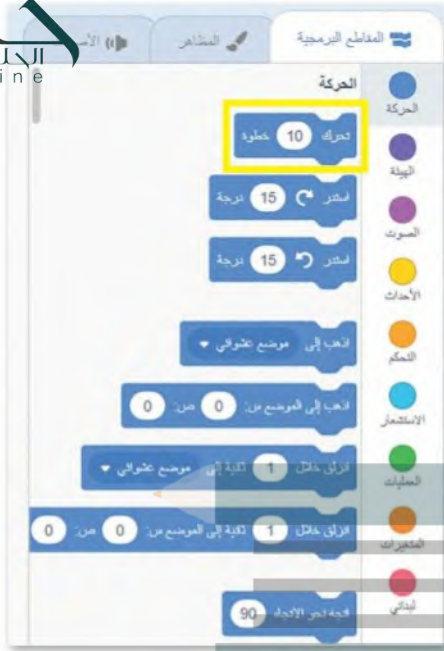 المقاطع البرمجية
المظاهر
الحركة
تحرك 10 خطوة
استدر 15 درجة
استدر 15 درجة
اذهب إلى موضع عشوائي
اذهب إلى الموضع س: 0 ص: 0
انزلق خلال 1 ثانية إلى موضع عشوائي
انزلق خلال 1 ثانية إلى الموضع س: 0 ص: 0
اتجه نحو الاتجاه 90
الحركة
الهيئة
الصوت
الأحداث
التحكم
الاستشعار
العمليات
المتغيرات
لبناتي
ine